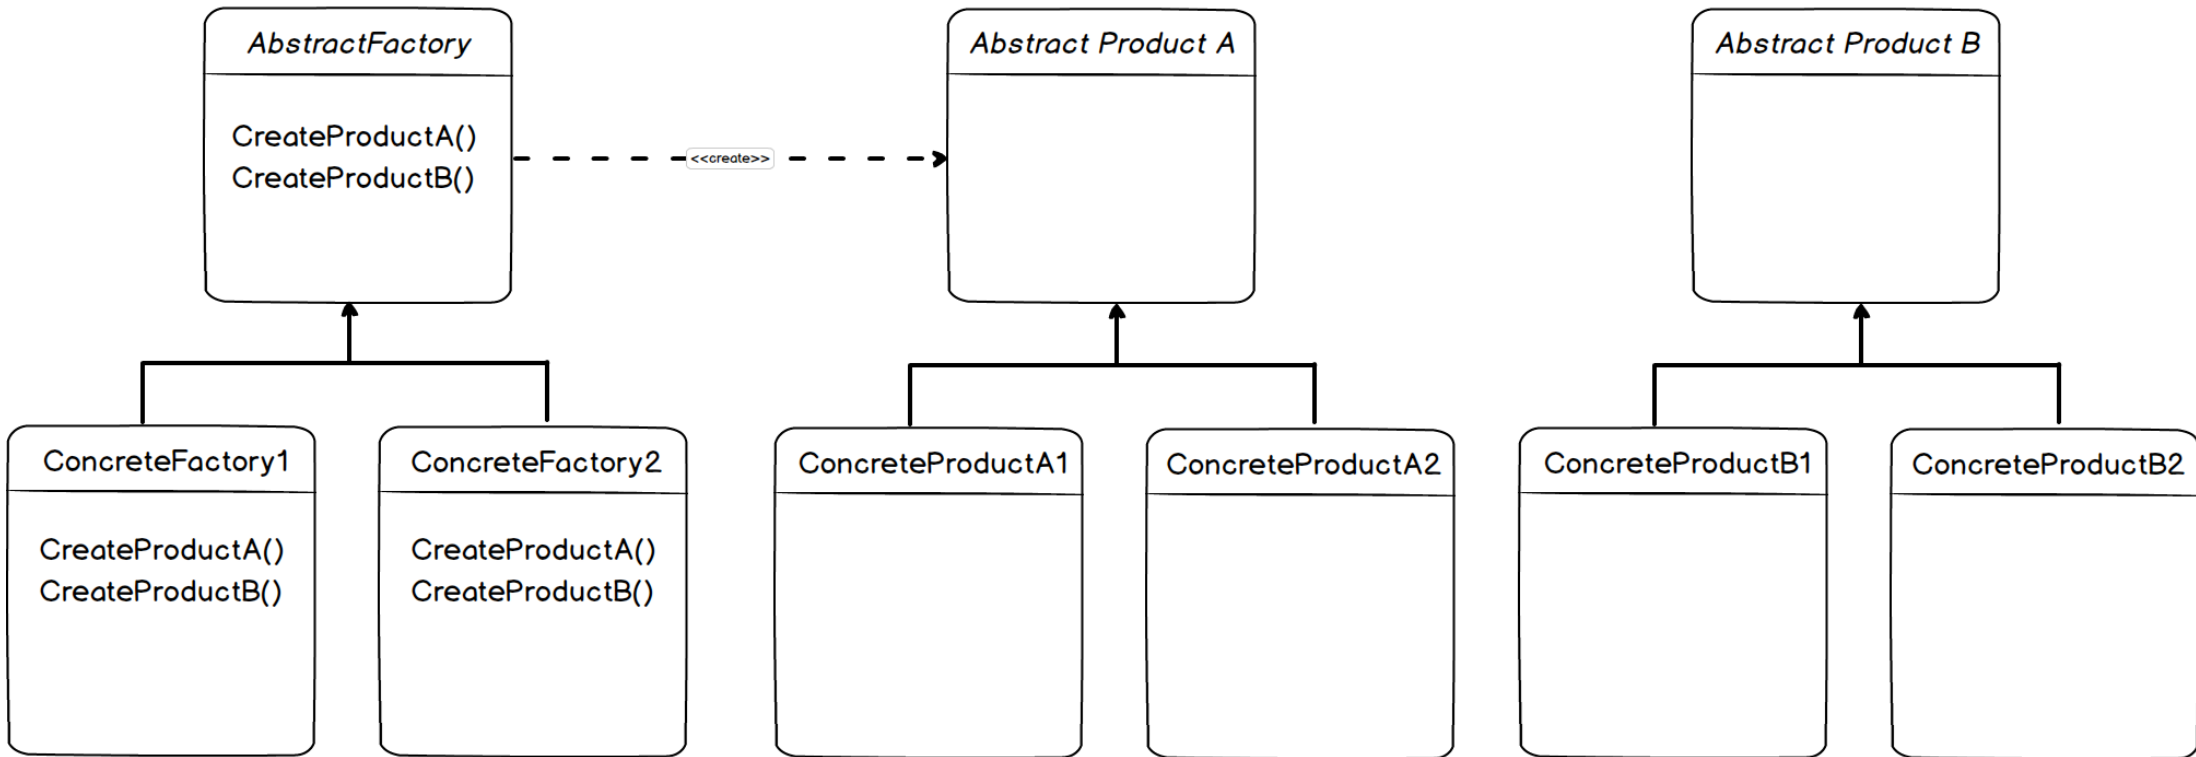 AbstractFactory
CreateProductA()
CreateProductB()
<<create>>
Abstract Product A
Abstract Product B
ConcreteFactory1
CreateProductA()
CreateProductB()
ConcreteFactory2
CreateProductA()
CreateProductB()
ConcreteProductA1
ConcreteProductA2
ConcreteProductB1
ConcreteProductB2